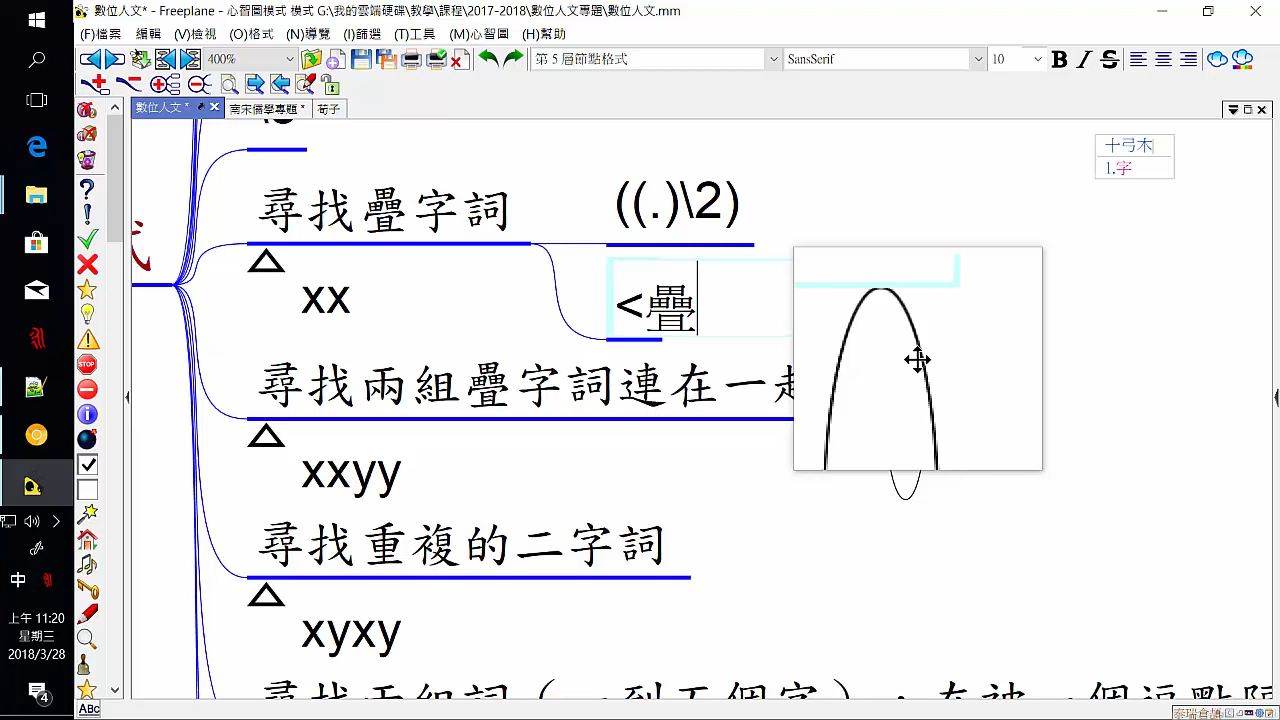 數位人文* - Freeplane - 心智圖模式 模式 G:\我的雲端硬碟\教學\課程\2017-2018\數位人文專題\數位人文.mm
(F)檔案 編輯 (V)檢視 (O)格式 (N)導覽 (I)篩選 (T)工具 (M)心智圖 (H)幫助
400% 第 5 層節點格式 SansSerif 10
數位人文 * 南宋儒學專題 * 荀子
十弓木
1.字
尋找疊字詞
((.)\2)
xx
<疊
尋找兩組疊字詞連在一起
xxyy
尋找重複的二字詞
xyxy
中
上午 11:20
星期三
2018/3/28
4
STOP
ABc